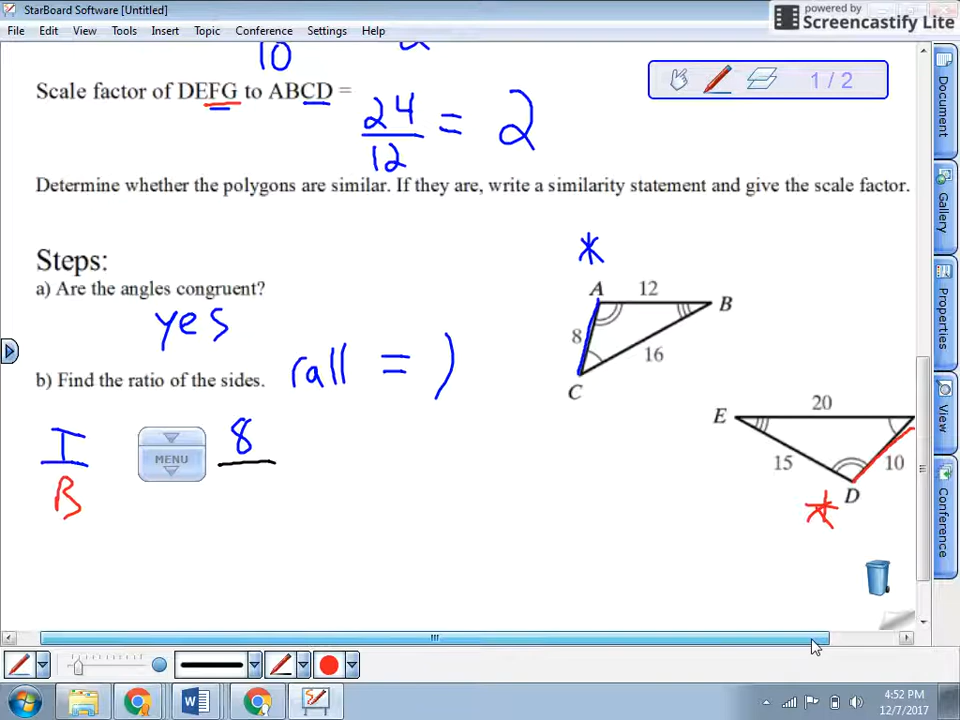 StarBoard Software [Untitled]
powered by
Screencastify Lite
File Edit View Tools Insert Topic Conference Settings Help
10
1 / 2
Scale factor of DEFG to ABCD =
24
12
= 2
Determine whether the polygons are similar. If they are, write a similarity statement and give the scale factor.
Steps:
a) Are the angles congruent?
yes
b) Find the ratio of the sides.
(all = )
I
B
MENU
8
*
A 12 B
8
16
C
E 20
15 10
D
*
Document
Gallery
Properties
View
Conference
4:52 PM
12/7/2017